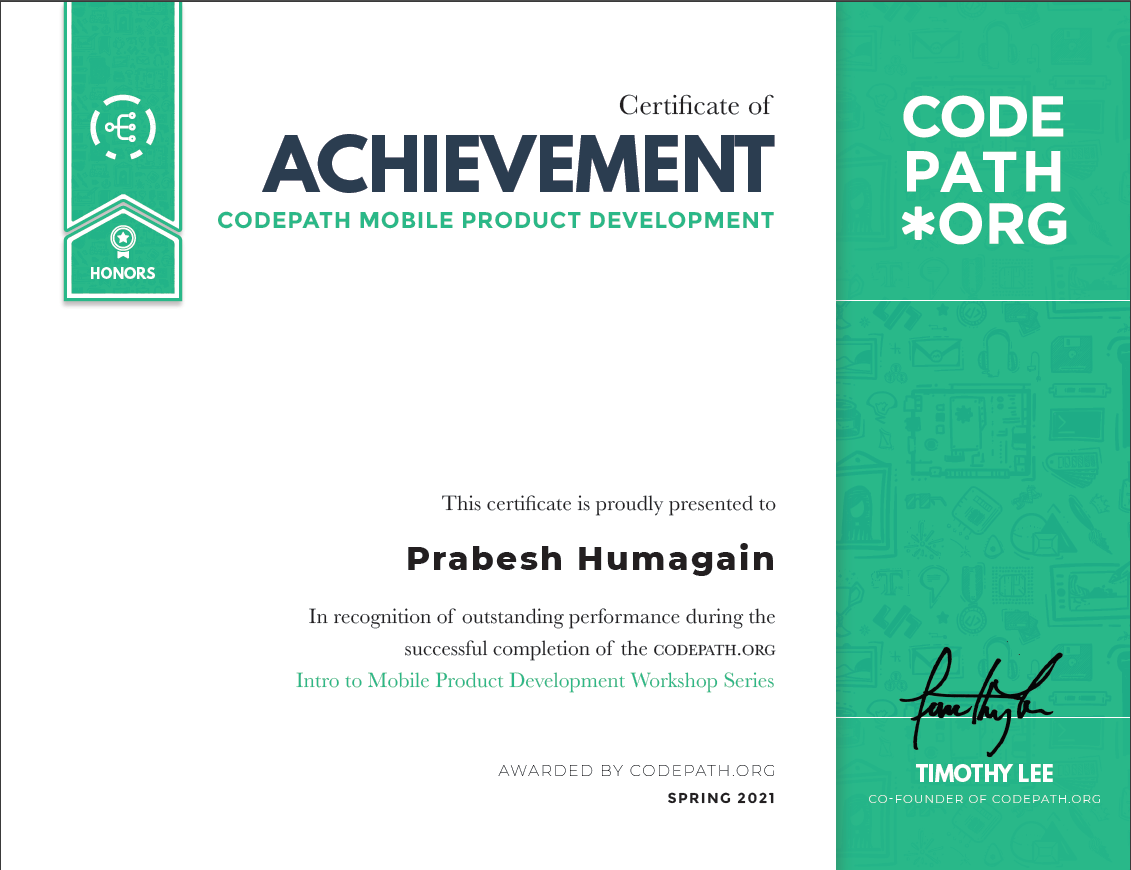 Certificate of
ACHIEVEMENT
CODEPATH MOBILE PRODUCT DEVELOPMENT
HONORS
CODE
PATH
*ORG
This certificate is proudly presented to
Prabesh Humagain
In recognition of outstanding performance during the
successful completion of the CODEPATH.ORG
Intro to Mobile Product Development Workshop Series
AWARDED BY CODEPATH.ORG
SPRING 2021
TIMOTHY LEE
CO-FOUNDER OF CODEPATH.ORG